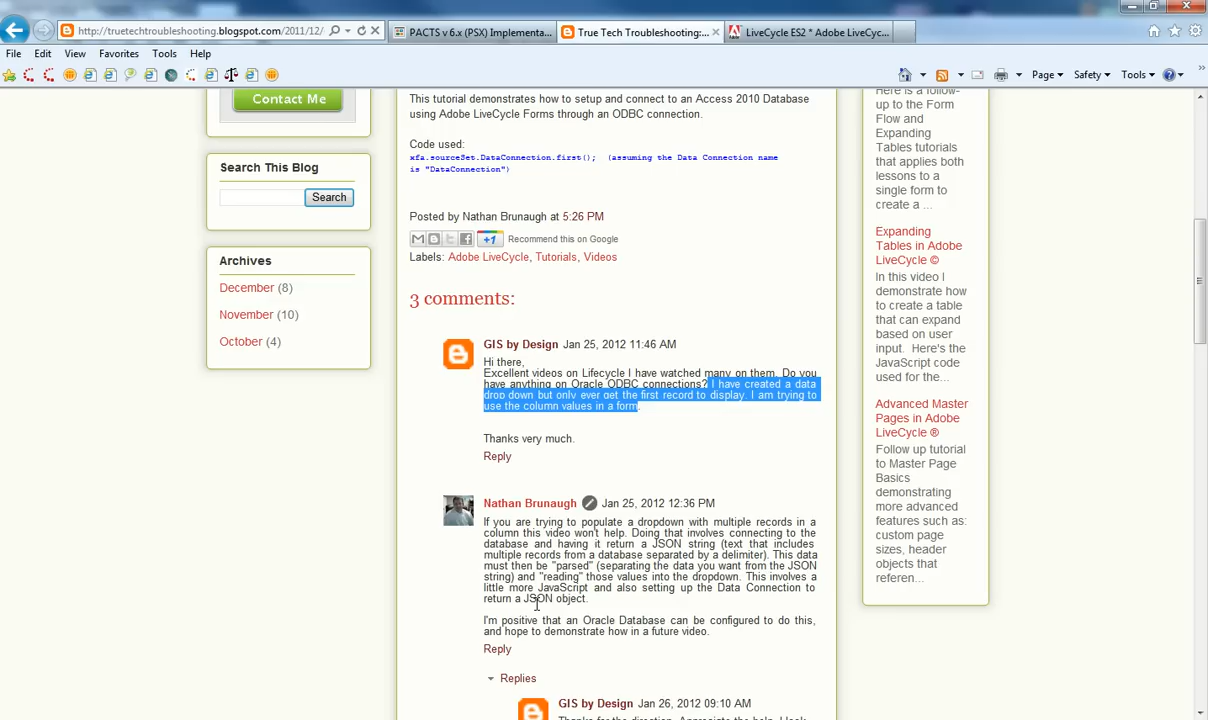 http://truetechtroubleshooting.blogspot.com/2011/12/
PACTS v 6.x (PSX) Implementa...
True Tech Troubleshooting:...
LiveCycle ES2 * Adobe LiveCyc...
File Edit View Favorites Tools Help
Page Safety Tools
Contact Me
Search This Blog
Search
Archives
December (8)
November (10)
October (4)
This tutorial demonstrates how to setup and connect to an Access 2010 Database
using Adobe LiveCycle Forms through an ODBC connection.
Code used:
xfa.sourceSet.DataConnection.first(); (assuming the Data Connection name
is "DataConnection")
Posted by Nathan Brunaugh at 5:26 PM
+1 Recommend this on Google
Labels: Adobe LiveCycle, Tutorials, Videos
3 comments:
GIS by Design Jan 25, 2012 11:46 AM
Hi there,
Excellent videos on Lifecycle I have watched many on them. Do you
have anything on Oracle ODBC connections? I have created a data
drop down but only ever get the first record to display. I am trying to
use the column values in a form.
Thanks very much.
Reply
Nathan Brunaugh Jan 25, 2012 12:36 PM
If you are trying to populate a dropdown with multiple records in a
column this video won't help. Doing that involves connecting to the
database and having it return a JSON string (text that includes
multiple records from a database separated by a delimiter). This data
must then be "parsed" (separating the data you want from the JSON
string) and "reading" those values into the dropdown. This involves a
little more JavaScript and also setting up the Data Connection to
return a JSON object.
I'm positive that an Oracle Database can be configured to do this,
and hope to demonstrate how in a future video.
Reply
Replies
GIS by Design Jan 26, 2012 09:10 AM
Thanks for the direction. Appreciate the help. I look
Here is a follow-
up to the Form
Flow and
Expanding
Tables tutorials
that applies both
lessons to a
single form to
create a ...
Expanding
Tables in Adobe
LiveCycle ©
In this video I
demonstrate how
to create a table
that can expand
based on user
input. Here's the
JavaScript code
used for the...
Advanced Master
Pages in Adobe
LiveCycle ®
Follow up tutorial
to Master Page
Basics
demonstrating
more advanced
features such as:
custom page
sizes, header
objects that
referen...